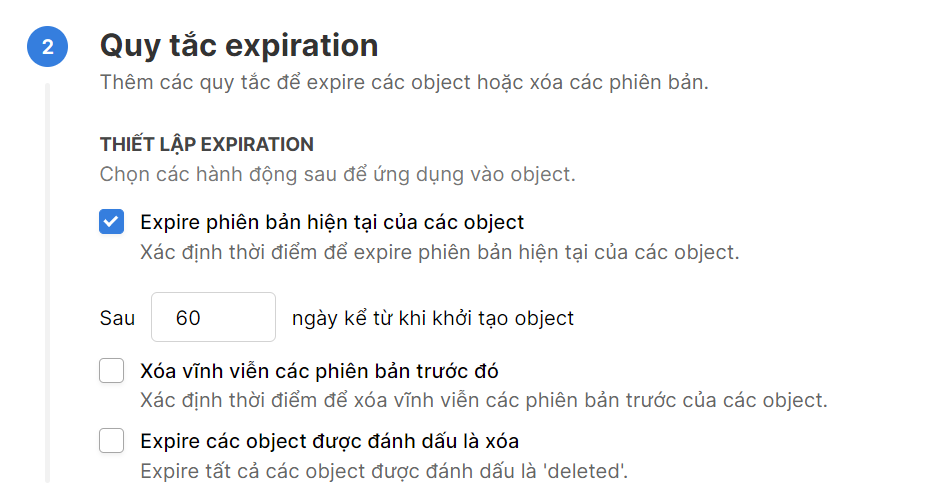 2
Quy tắc expiration
Thêm các quy tắc để expire các object hoặc xóa các phiên bản.
THIẾT LẬP EXPIRATION
Chọn các hành động sau để ứng dụng vào object.
Expire phiên bản hiện tại của các object
Xác định thời điểm để expire phiên bản hiện tại của các object.
Sau 60 ngày kể từ khi khởi tạo object
Xóa vĩnh viễn các phiên bản trước đó
Xác định thời điểm để xóa vĩnh viễn các phiên bản trước của các object.
Expire các object được đánh dấu là xóa
Expire tất cả các object được đánh dấu là 'deleted'.